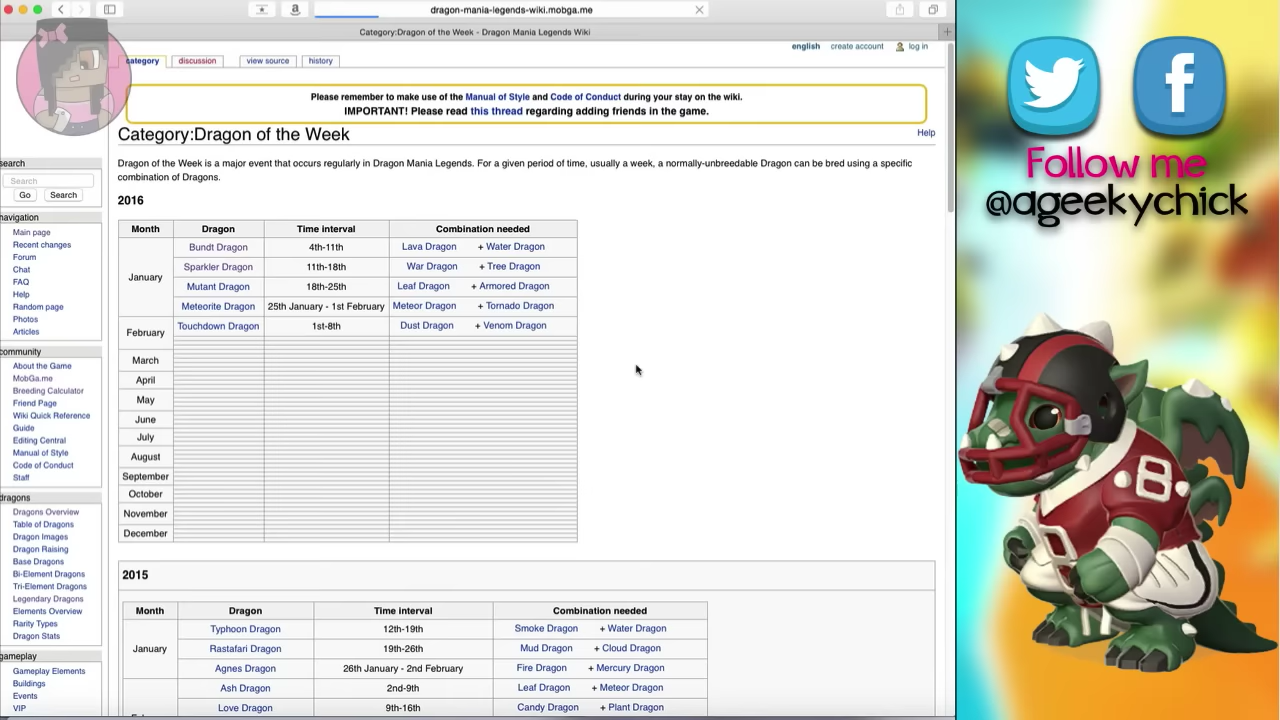 dragon-mania-legends-wiki.mobga.me
Category:Dragon of the Week - Dragon Mania Legends Wiki
english create account log in
category discussion view source history
Please remember to make use of the Manual of Style and Code of Conduct during your stay on the wiki.
IMPORTANT! Please read this thread regarding adding friends in the game.
Category:Dragon of the Week
Help
Dragon of the Week is a major event that occurs regularly in Dragon Mania Legends. For a given period of time, usually a week, a normally-unbreedable Dragon can be bred using a specific
combination of Dragons.
2016
Month Dragon Time interval Combination needed
January
Bundt Dragon 4th-11th Lava Dragon + Water Dragon
Sparkler Dragon 11th-18th War Dragon + Tree Dragon
Mutant Dragon 18th-25th Leaf Dragon + Armored Dragon
Meteorite Dragon 25th January - 1st February Meteor Dragon + Tornado Dragon
February
Touchdown Dragon 1st-8th Dust Dragon + Venom Dragon
March
April
May
June
July
August
September
October
November
December
2015
Month Dragon Time interval Combination needed
January
Typhoon Dragon 12th-19th Smoke Dragon + Water Dragon
Rastafari Dragon 19th-26th Mud Dragon + Cloud Dragon
Agnes Dragon 26th January - 2nd February Fire Dragon + Mercury Dragon
Ash Dragon 2nd-9th Leaf Dragon + Meteor Dragon
Love Dragon 9th-16th Candy Dragon + Plant Dragon
search
Search
Go Search
navigation
Main page
Recent changes
Forum
Chat
FAQ
Help
Random page
Photos
Articles
community
About the Game
MobGa.me
Breeding Calculator
Friend Page
Wiki Quick Reference
Guide
Editing Central
Manual of Style
Code of Conduct
Staff
dragons
Dragons Overview
Table of Dragons
Dragon Images
Dragon Raising
Base Dragons
Bi-Element Dragons
Tri-Element Dragons
Legendary Dragons
Elements Overview
Rarity Types
Dragon Stats
gameplay
Gameplay Elements
Buildings
Events
VIP
Follow me
@ageekychick
8